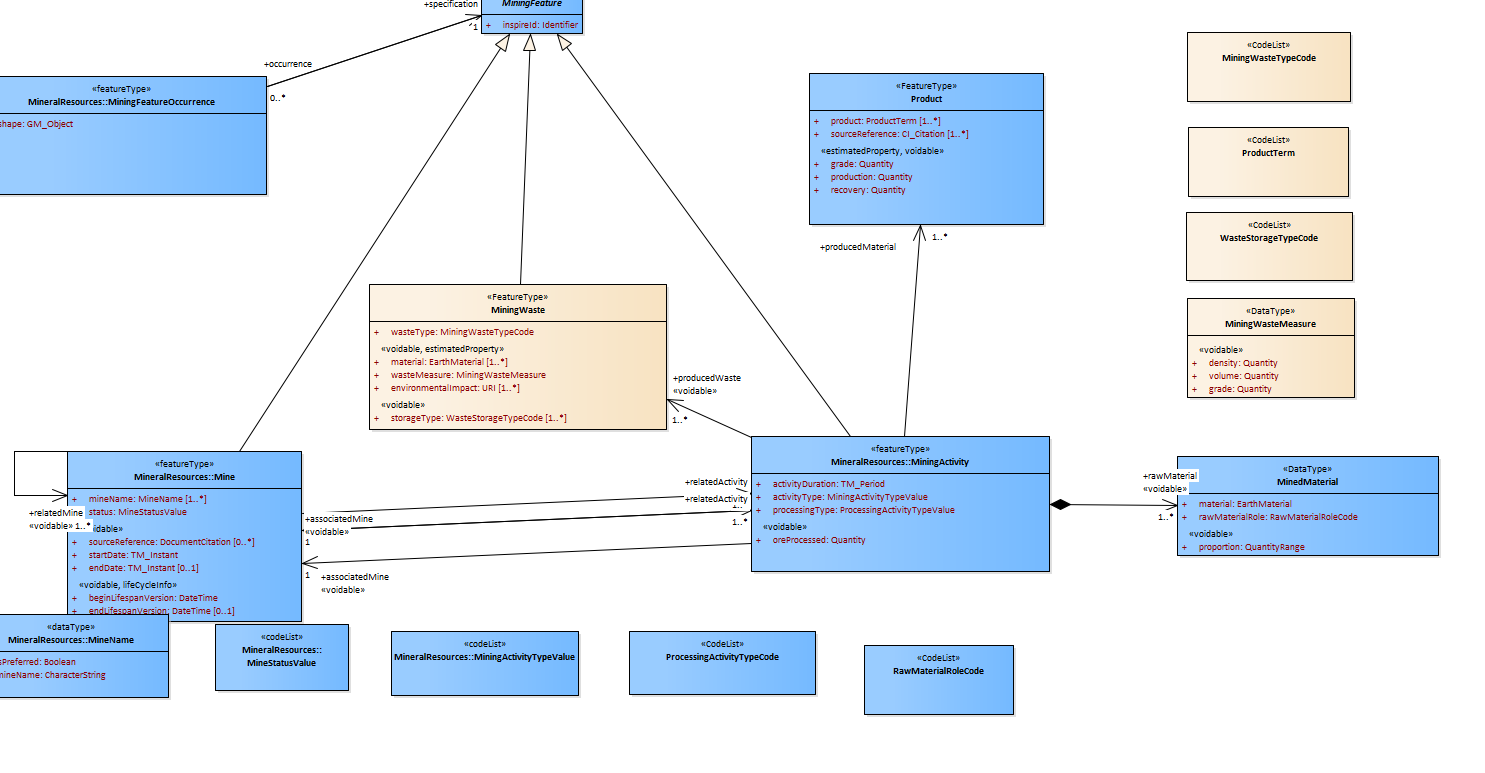 +specification
MiningFeature
1
+ inspireId: Identifier
+occurrence
0..*
«featureType»
MineralResources::MiningFeatureOccurrence
shape: GM_Object
«FeatureType»
Product
+ product: ProductTerm [1..*]
+ sourceReference: CI_Citation [1..*]
«estimatedProperty, voidable»
+ grade: Quantity
+ production: Quantity
+ recovery: Quantity
+producedMaterial
1..*
«CodeList»
MiningWasteTypeCode
«CodeList»
ProductTerm
«CodeList»
WasteStorageTypeCode
«DataType»
MiningWasteMeasure
«voidable»
+ density: Quantity
+ volume: Quantity
+ grade: Quantity
«FeatureType»
MiningWaste
+ wasteType: MiningWasteTypeCode
«voidable, estimatedProperty»
+ material: EarthMaterial [1..*]
+ wasteMeasure: MiningWasteMeasure
+ environmentalImpact: URI [1..*]
«voidable»
+ storageType: WasteStorageTypeCode [1..*]
+producedWaste
«voidable»
1..*
«featureType»
MineralResources::Mine
+ mineName: MineName [1..*]
status: MineStatusValue
idable»
+ sourceReference: DocumentCitation [0..*]
+ startDate: TM_Instant
+ endDate: TM_Instant [0..1]
«voidable, lifeCycleInfo»
+ beginLifespanVersion: DateTime
+ endLifespanVersion: DateTime [0..1]
+relatedMine
«voidable» 1..*
+associatedMine
«voidable»
1
1
+associatedMine
«voidable»
+relatedActivity
+relatedActivity
1..
1..*
«featureType»
MineralResources::MiningActivity
+ activityDuration: TM_Period
+ activityType: MiningActivityTypeValue
+ processingType: ProcessingActivityTypeValue
«voidable»
+ oreProcessed: Quantity
+rawMaterial
«voidable»
1..*
«DataType»
MinedMaterial
+ material: EarthMaterial
+ rawMaterialRole: RawMaterialRoleCode
«voidable»
+ proportion: QuantityRange
«dataType»
MineralResources::MineName
sPreferred: Boolean
mineName: CharacterString
«codeList»
MineralResources::
MineStatusValue
«codeList»
MineralResources::MiningActivityTypeValue
«CodeList»
ProcessingActivityTypeCode
«CodeList»
RawMaterialRoleCode